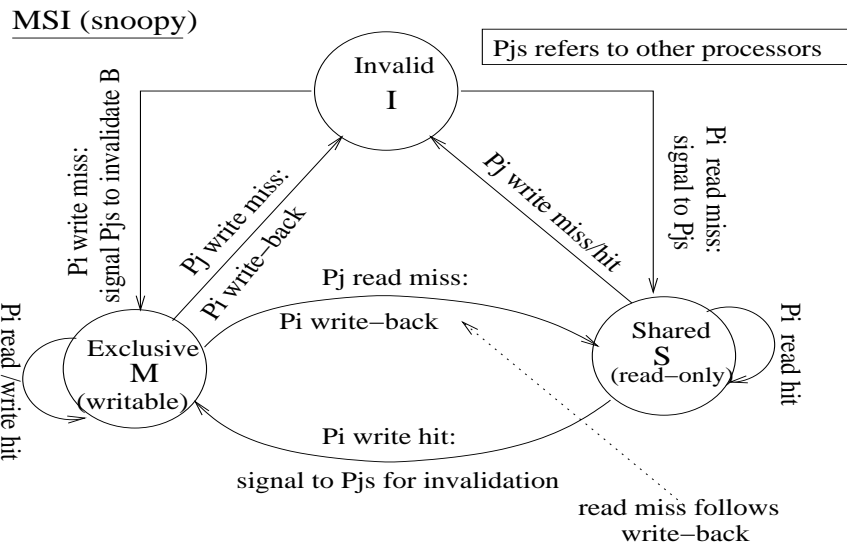 MSI (snoopy)
Pjs refers to other processors
Invalid
I
Pi write miss:
signal Pjs to invalidate B
Pj write miss:
Pi write−back
Pj write miss/hit
Pi read miss:
signal to Pjs
Pj read miss:
Pi write−back
Pi read/write hit
Exclusive
M
(writable)
Shared
S
(read−only)
Pi read hit
Pi write hit:
signal to Pjs for invalidation
read miss follows
write−back